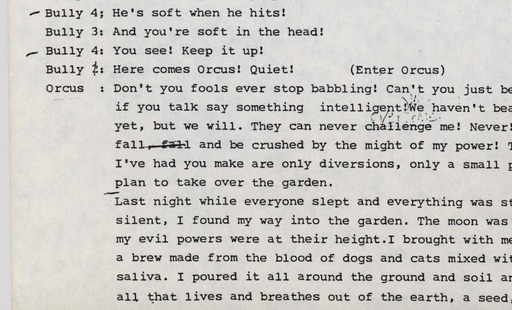 Bully 4; He's soft when he hits!
Bully 3: And you're soft in the head!
Bully 4: You see! Keep it up!
Bully : Here comes Orcus! Quiet! (Enter Orcus)
Orcus : Don't you fools ever stop babbling! Can't you just be
if you talk say something intelligent!We haven't bea
yet, but we will. They can never challenge me! Never!
fall, fall and be crushed by the might of my power! T
I've had you make are only diversions, only a small p
plan to take over the garden.
Last night while everyone slept and everything was st
silent, I found my way into the garden. The moon was
my evil powers were at their height.I brought with me
a brew made from the blood of dogs and cats mixed wit
saliva. I poured it all around the ground and soil an
all that lives and breathes out of the earth, a seed,